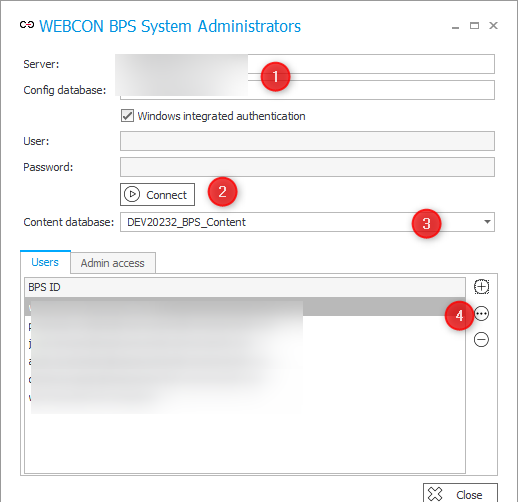 WEBCON BPS System Administrators
Server:
1
Config database:
Windows integrated authentication
User:
Password:
Connect
2
Content database:
DEV20232_BPS_Content
3
Users
Admin access
BPS ID
4
Close